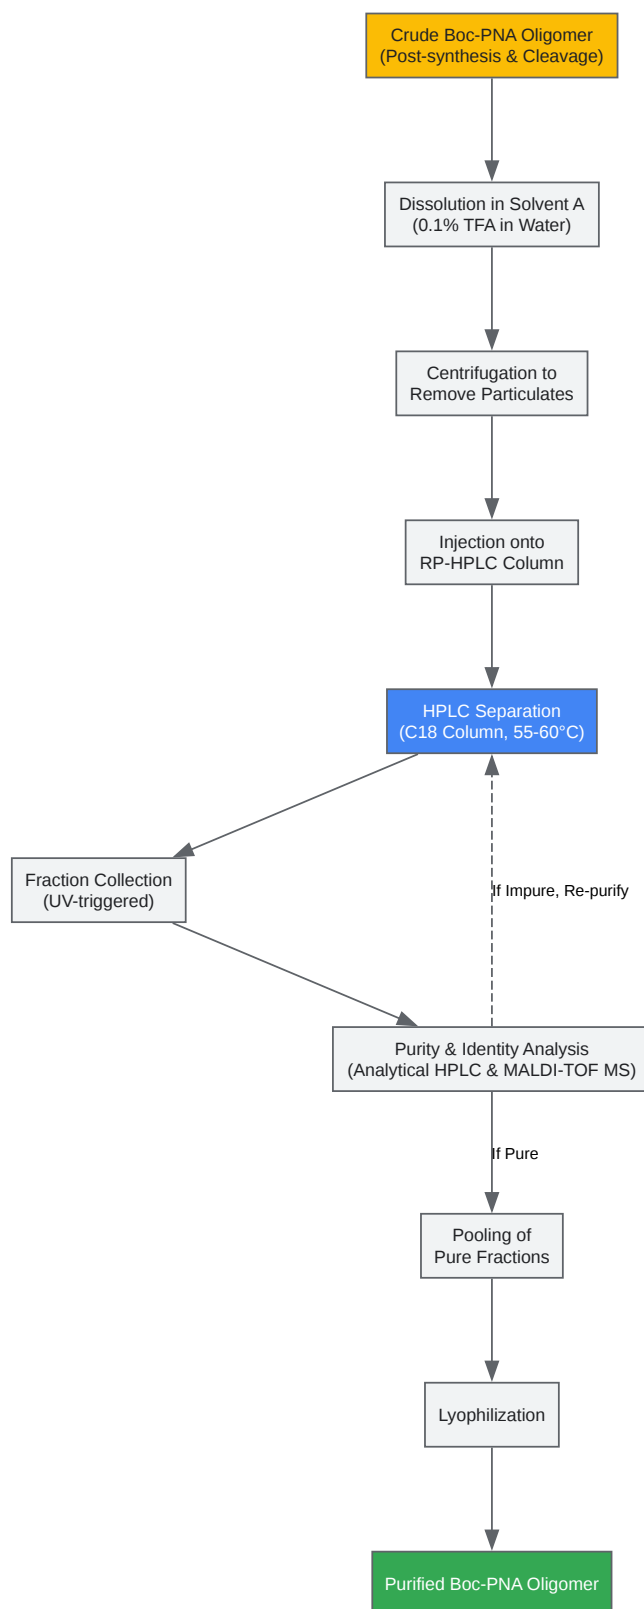 Crude Boc-PNA Oligomer
(Post-synthesis & Cleavage)
Dissolution in Solvent A
(0.1% TFA in Water)
Centrifugation to
Remove Particulates
Injection onto
RP-HPLC Column
HPLC Separation
(C18 Column, 55-60°C)
Fraction Collection
(UV-triggered)
If Impure, Re-purify
Purity & Identity Analysis
(Analytical HPLC & MALDI-TOF MS)
If Pure
Pooling of
Pure Fractions
Lyophilization
Purified Boc-PNA Oligomer